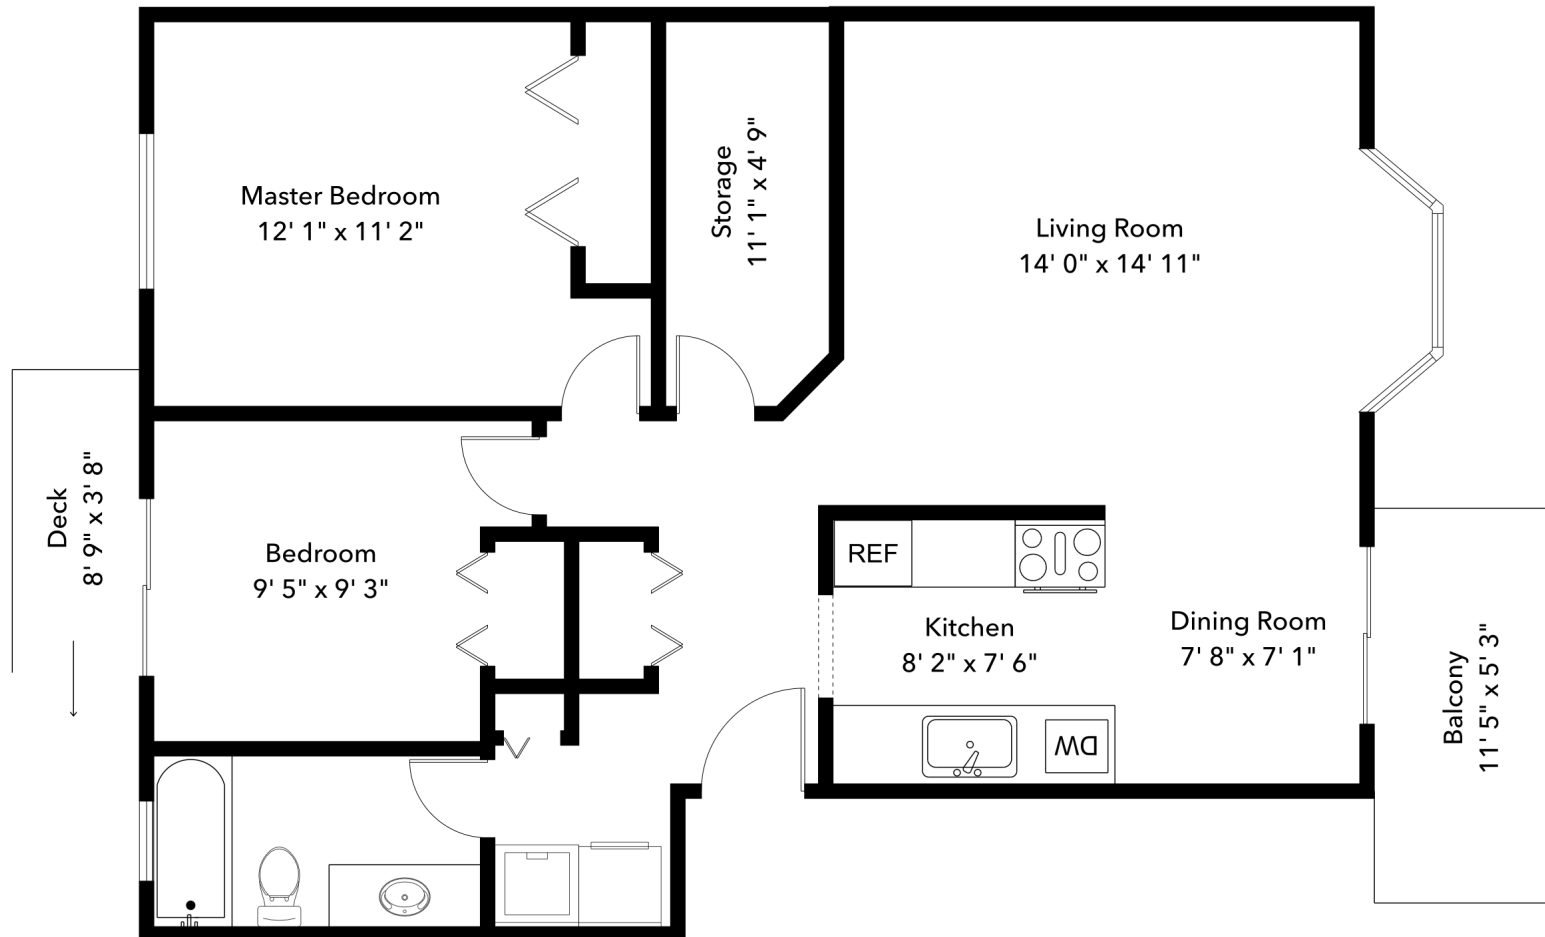 Master Bedroom
12' 1" x 11' 2"
Storage
11' 1" x 4' 9"
Living Room
14' 0" x 14' 11"
Deck
8' 9" x 3' 8"
Bedroom
9' 5" x 9' 3"
REF
Kitchen
8' 2" x 7' 6"
Dining Room
7' 8" x 7' 1"
DW
Balcony
11' 5" x 5' 3"